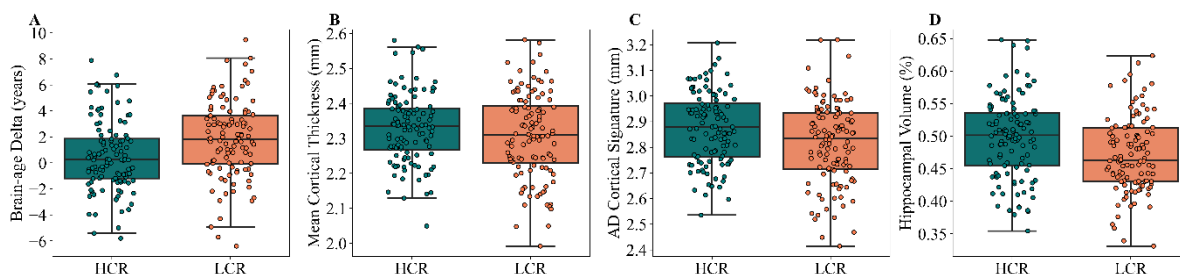 A
Brain-age Delta (years)
10
8
6
4
2
0
−2
−4
−6
HCR
LCR
B
Mean Cortical Thickness (mm)
2.6
2.5
2.4
2.3
2.2
2.1
2.0
HCR
LCR
C
AD Cortical Signature (mm)
3.2
3.1
3.0
2.9
2.8
2.7
2.6
2.5
2.4
HCR
LCR
D
Hippocampal Volume (%)
0.65
0.60
0.55
0.50
0.45
0.40
0.35
HCR
LCR